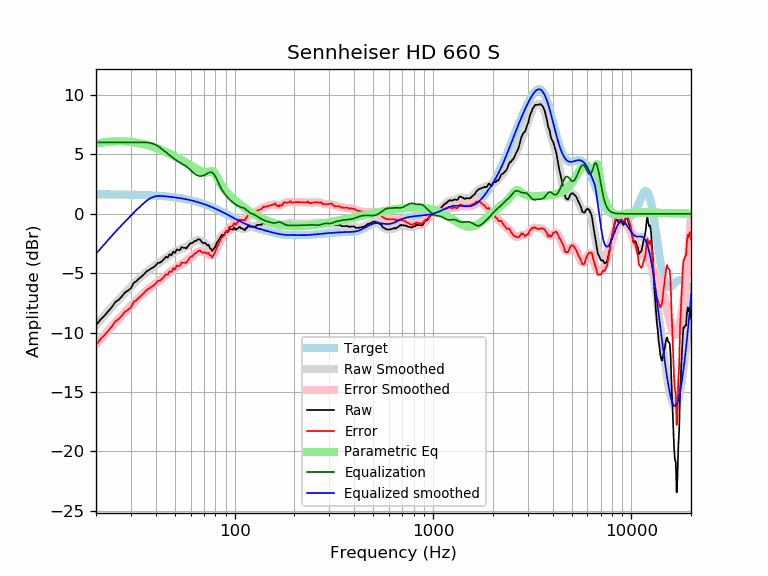 Sennheiser HD 660 S
10
5
0
−5
−10
−15
−20
−25
Amplitude (dBr)
Target
Raw Smoothed
Error Smoothed
Raw
Error
Parametric Eq
Equalization
Equalized smoothed
100
1000
10000
Frequency (Hz)